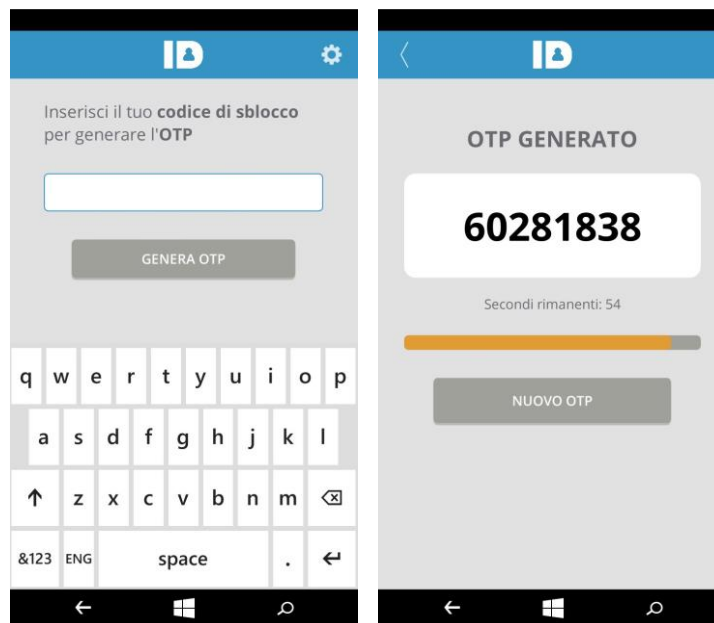 ID
Inserisci il tuo codice di sblocco
per generare l'OTP
GENERA OTP
q w e r t y u i o p
a s d f g h j k l
z x c v b n m
&123 ENG space .
ID
OTP GENERATO
60281838
Secondi rimanenti: 54
NUOVO OTP